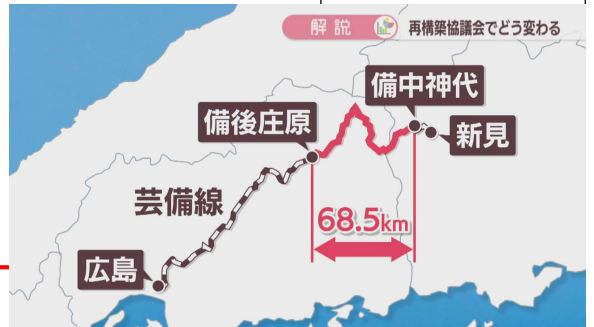 解説
再構築協議会でどう変わる
備中神代
備後庄原
新見
芸備線
68.5km
広島